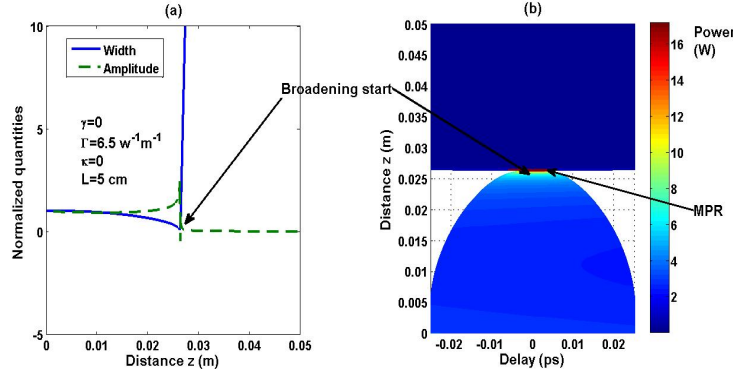 (a)
10
5
0
-5
Normalized quantities
Width
Amplitude
γ=0
Γ=6.5 w⁻¹m⁻¹
κ=0
L=5 cm
0 0.01 0.02 0.03 0.04 0.05
Distance z (m)
Broadening start
(b)
0.05
0.045
0.04
0.035
0.03
0.025
0.02
0.015
0.01
0.005
0
Distance z (m)
-0.02 -0.01 0 0.01 0.02
Delay (ps)
Power
(W)
16
14
12
10
8
6
4
2
MPR